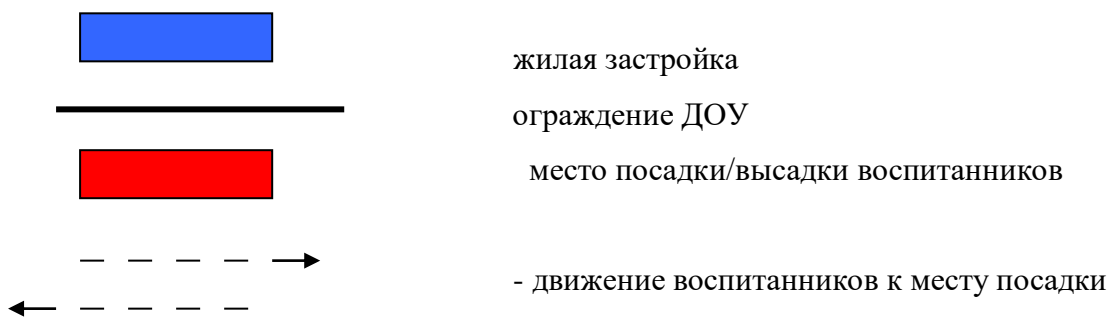 жилая застройка
ограждение ДОУ
место посадки/высадки воспитанников
- движение воспитанников к месту посадки